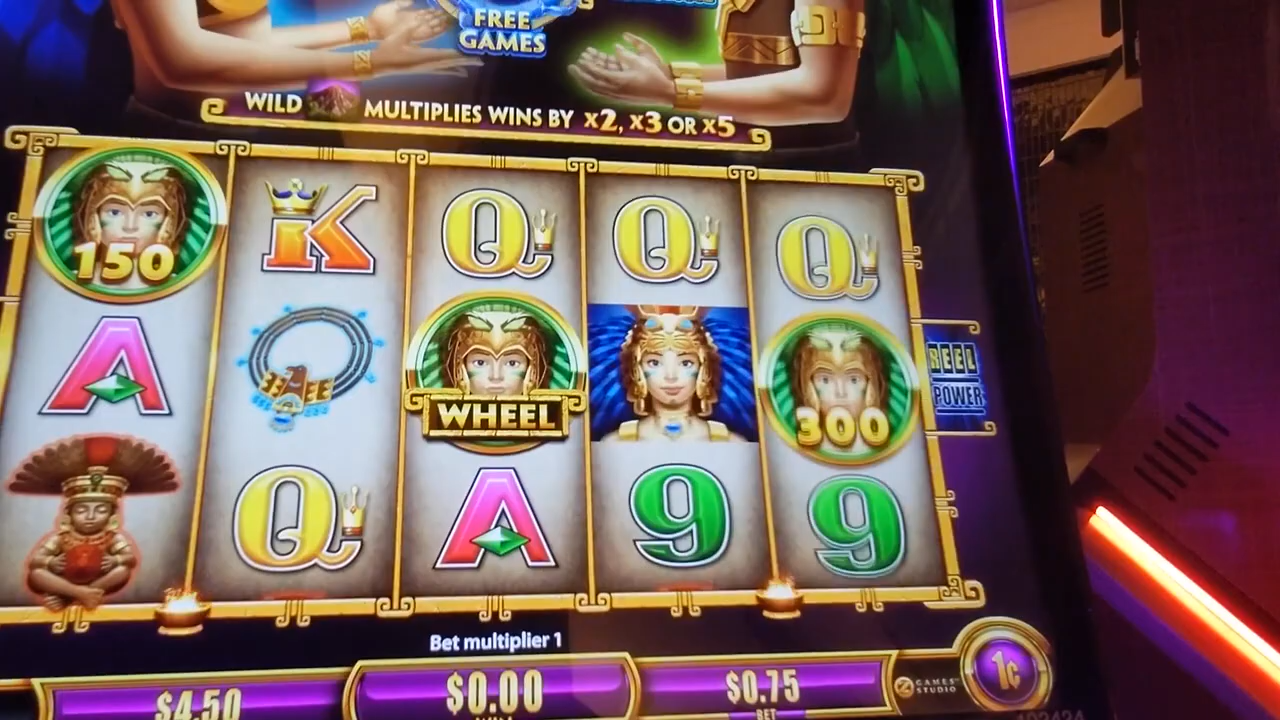 FREE
GAMES
WILD MULTIPLIES WINS BY x2, x3 OR x5
150
K
Q
Q
Q
A
WHEEL
300
REEL
POWER
Q
A
9
9
Bet multiplier 1
$4.50
$0.00
$0.75
BET
GAMES
STUDIO
1¢